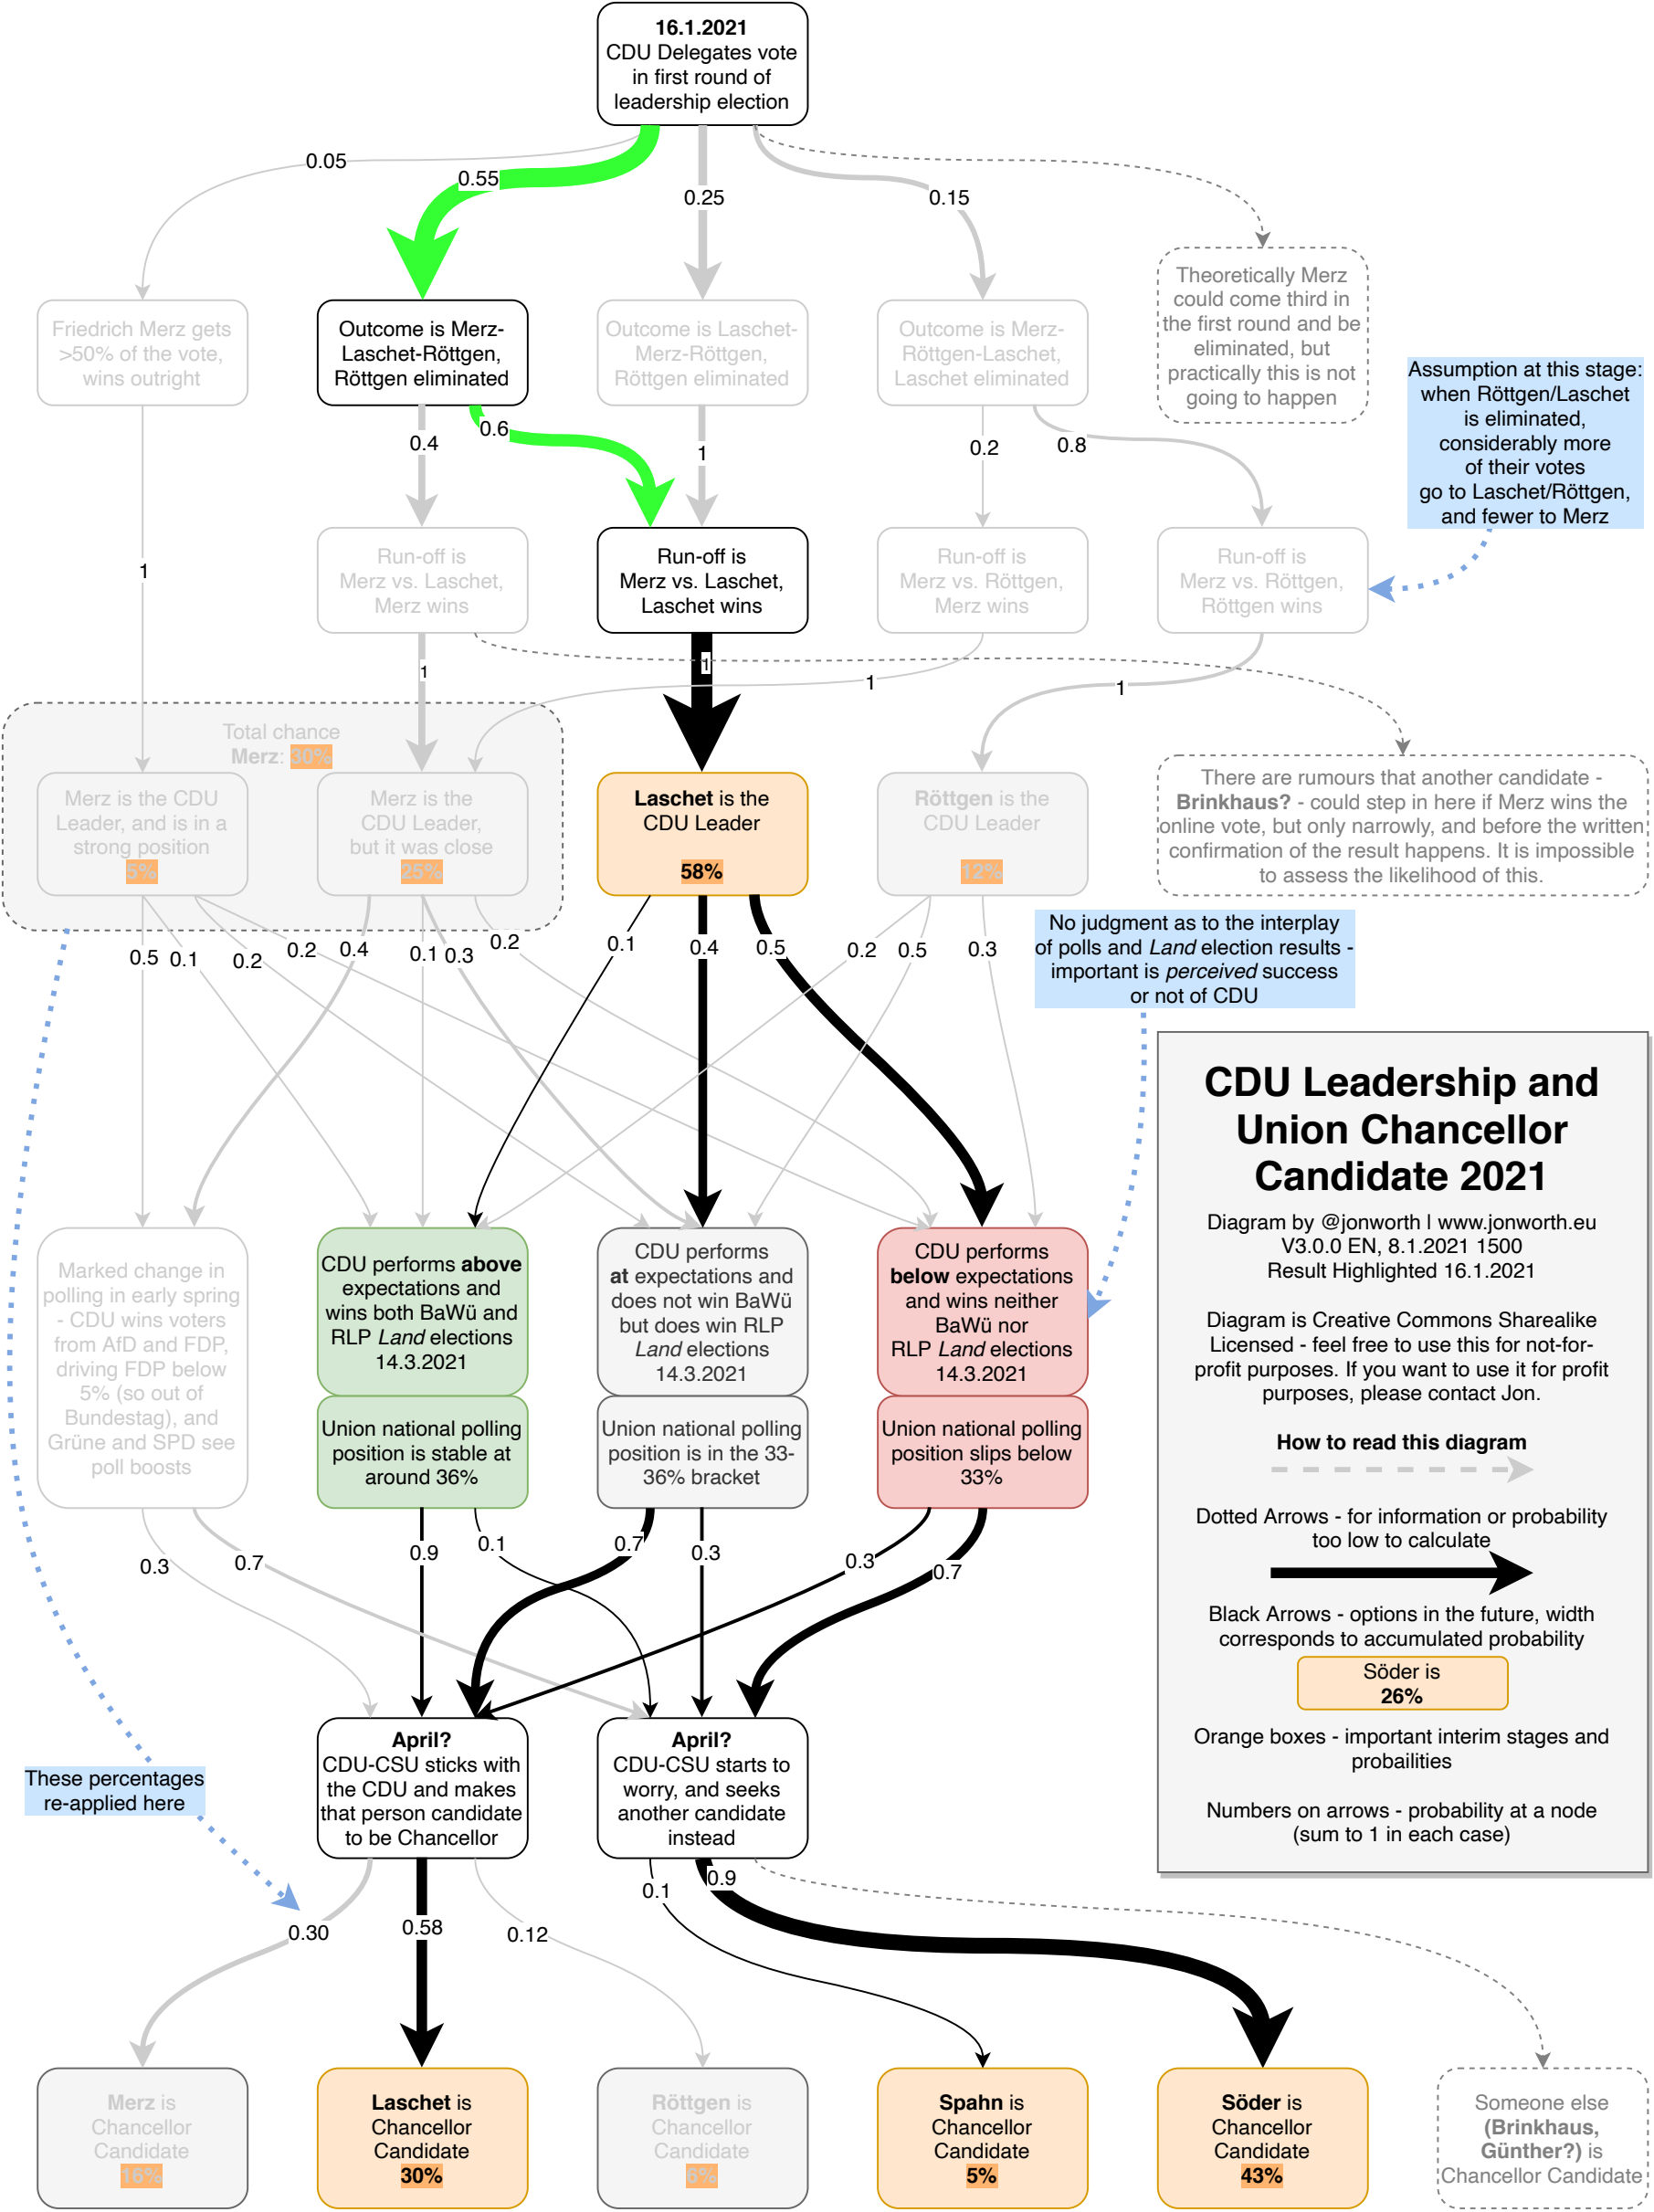 16.1.2021
CDU Delegates vote
in first round of
leadership election
0.05
0.55
0.25
0.15
Friedrich Merz gets
>50% of the vote,
wins outright
Outcome is Merz-
Laschet-Röttgen,
Röttgen eliminated
Outcome is Laschet-
Merz-Röttgen,
Röttgen eliminated
Outcome is Merz-
Röttgen-Laschet,
Laschet eliminated
Theoretically Merz
could come third in
the first round and be
eliminated, but
practically this is not
going to happen
Assumption at this stage:
when Röttgen/Laschet
is eliminated,
considerably more
of their votes
go to Laschet/Röttgen,
and fewer to Merz
0.4
0.6
1
0.2
0.8
1
Run-off is
Merz vs. Laschet,
Merz wins
Run-off is
Merz vs. Laschet,
Laschet wins
Run-off is
Merz vs. Röttgen,
Merz wins
Run-off is
Merz vs. Röttgen,
Röttgen wins
1
1
1
1
Total chance
Merz: 30%
Merz is the CDU
Leader, and is in a
strong position
5%
Merz is the
CDU Leader,
but it was close
25%
Laschet is the
CDU Leader
58%
Röttgen is the
CDU Leader
12%
There are rumours that another candidate -
Brinkhaus? - could step in here if Merz wins the
online vote, but only narrowly, and before the written
confirmation of the result happens. It is impossible
to assess the likelihood of this.
0.5
0.1
0.2
0.2
0.4
0.1
0.3
0.2
0.1
0.4
0.5
0.2
0.5
0.3
No judgment as to the interplay
of polls and Land election results -
important is perceived success
or not of CDU
CDU Leadership and
Union Chancellor
Candidate 2021
Diagram by @jonworth I www.jonworth.eu
V3.0.0 EN, 8.1.2021 1500
Result Highlighted 16.1.2021
Diagram is Creative Commons Sharealike
Licensed - feel free to use this for not-for-
profit purposes. If you want to use it for profit
purposes, please contact Jon.
How to read this diagram
Dotted Arrows - for information or probability
too low to calculate
Black Arrows - options in the future, width
corresponds to accumulated probability
Söder is
26%
Orange boxes - important interim stages and
probailities
Numbers on arrows - probability at a node
(sum to 1 in each case)
Marked change in
polling in early spring
- CDU wins voters
from AfD and FDP,
driving FDP below
5% (so out of
Bundestag), and
Grüne and SPD see
poll boosts
CDU performs above
expectations and
wins both BaWü and
RLP Land elections
14.3.2021
Union national polling
position is stable at
around 36%
CDU performs
at expectations and
does not win BaWü
but does win RLP
Land elections
14.3.2021
Union national polling
position is in the 33-
36% bracket
CDU performs
below expectations
and wins neither
BaWü nor
RLP Land elections
14.3.2021
Union national polling
position slips below
33%
0.3
0.7
0.9
0.1
0.7
0.3
0.3
0.7
These percentages
re-applied here
April?
CDU-CSU sticks with
the CDU and makes
that person candidate
to be Chancellor
April?
CDU-CSU starts to
worry, and seeks
another candidate
instead
0.30
0.58
0.12
0.1
0.9
Merz is
Chancellor
Candidate
16%
Laschet is
Chancellor
Candidate
30%
Röttgen is
Chancellor
Candidate
6%
Spahn is
Chancellor
Candidate
5%
Söder is
Chancellor
Candidate
43%
Someone else
(Brinkhaus,
Günther?) is
Chancellor Candidate